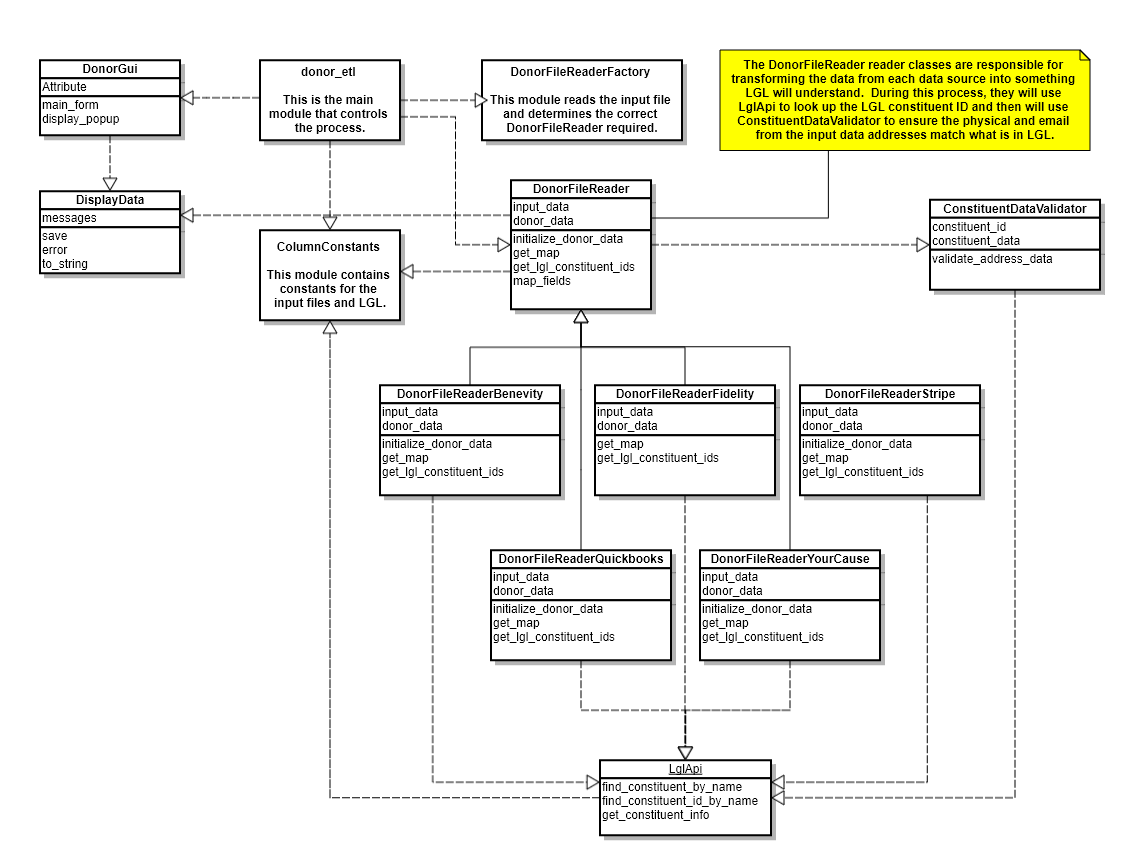 DonorGui
Attribute
main_form
display_popup
donor_etl
This is the main
module that controls
the process.
DonorFileReaderFactory
This module reads the input file
and determines the correct
DonorFileReader required.
The DonorFileReader reader classes are responsible for
transforming the data from each data source into something
LGL will understand. During this process, they will use
LglApi to look up the LGL constituent ID and then will use
ConstituentDataValidator to ensure the physical and email
from the input data addresses match what is in LGL.
DisplayData
messages
save
error
to_string
ColumnConstants
This module contains
constants for the
input files and LGL.
DonorFileReader
input_data
donor_data
initialize_donor_data
get_map
get_lgl_constituent_ids
map_fields
ConstituentDataValidator
constituent_id
constituent_data
validate_address_data
DonorFileReaderBenevity
input_data
donor_data
initialize_donor_data
get_map
get_lgl_constituent_ids
DonorFileReaderFidelity
input_data
donor_data
get_map
get_lgl_constituent_ids
DonorFileReaderStripe
input_data
donor_data
initialize_donor_data
get_map
get_lgl_constituent_ids
DonorFileReaderQuickbooks
input_data
donor_data
initialize_donor_data
get_map
get_lgl_constituent_ids
DonorFileReaderYourCause
input_data
donor_data
initialize_donor_data
get_map
get_lgl_constituent_ids
LglApi
find_constituent_by_name
find_constituent_id_by_name
get_constituent_info